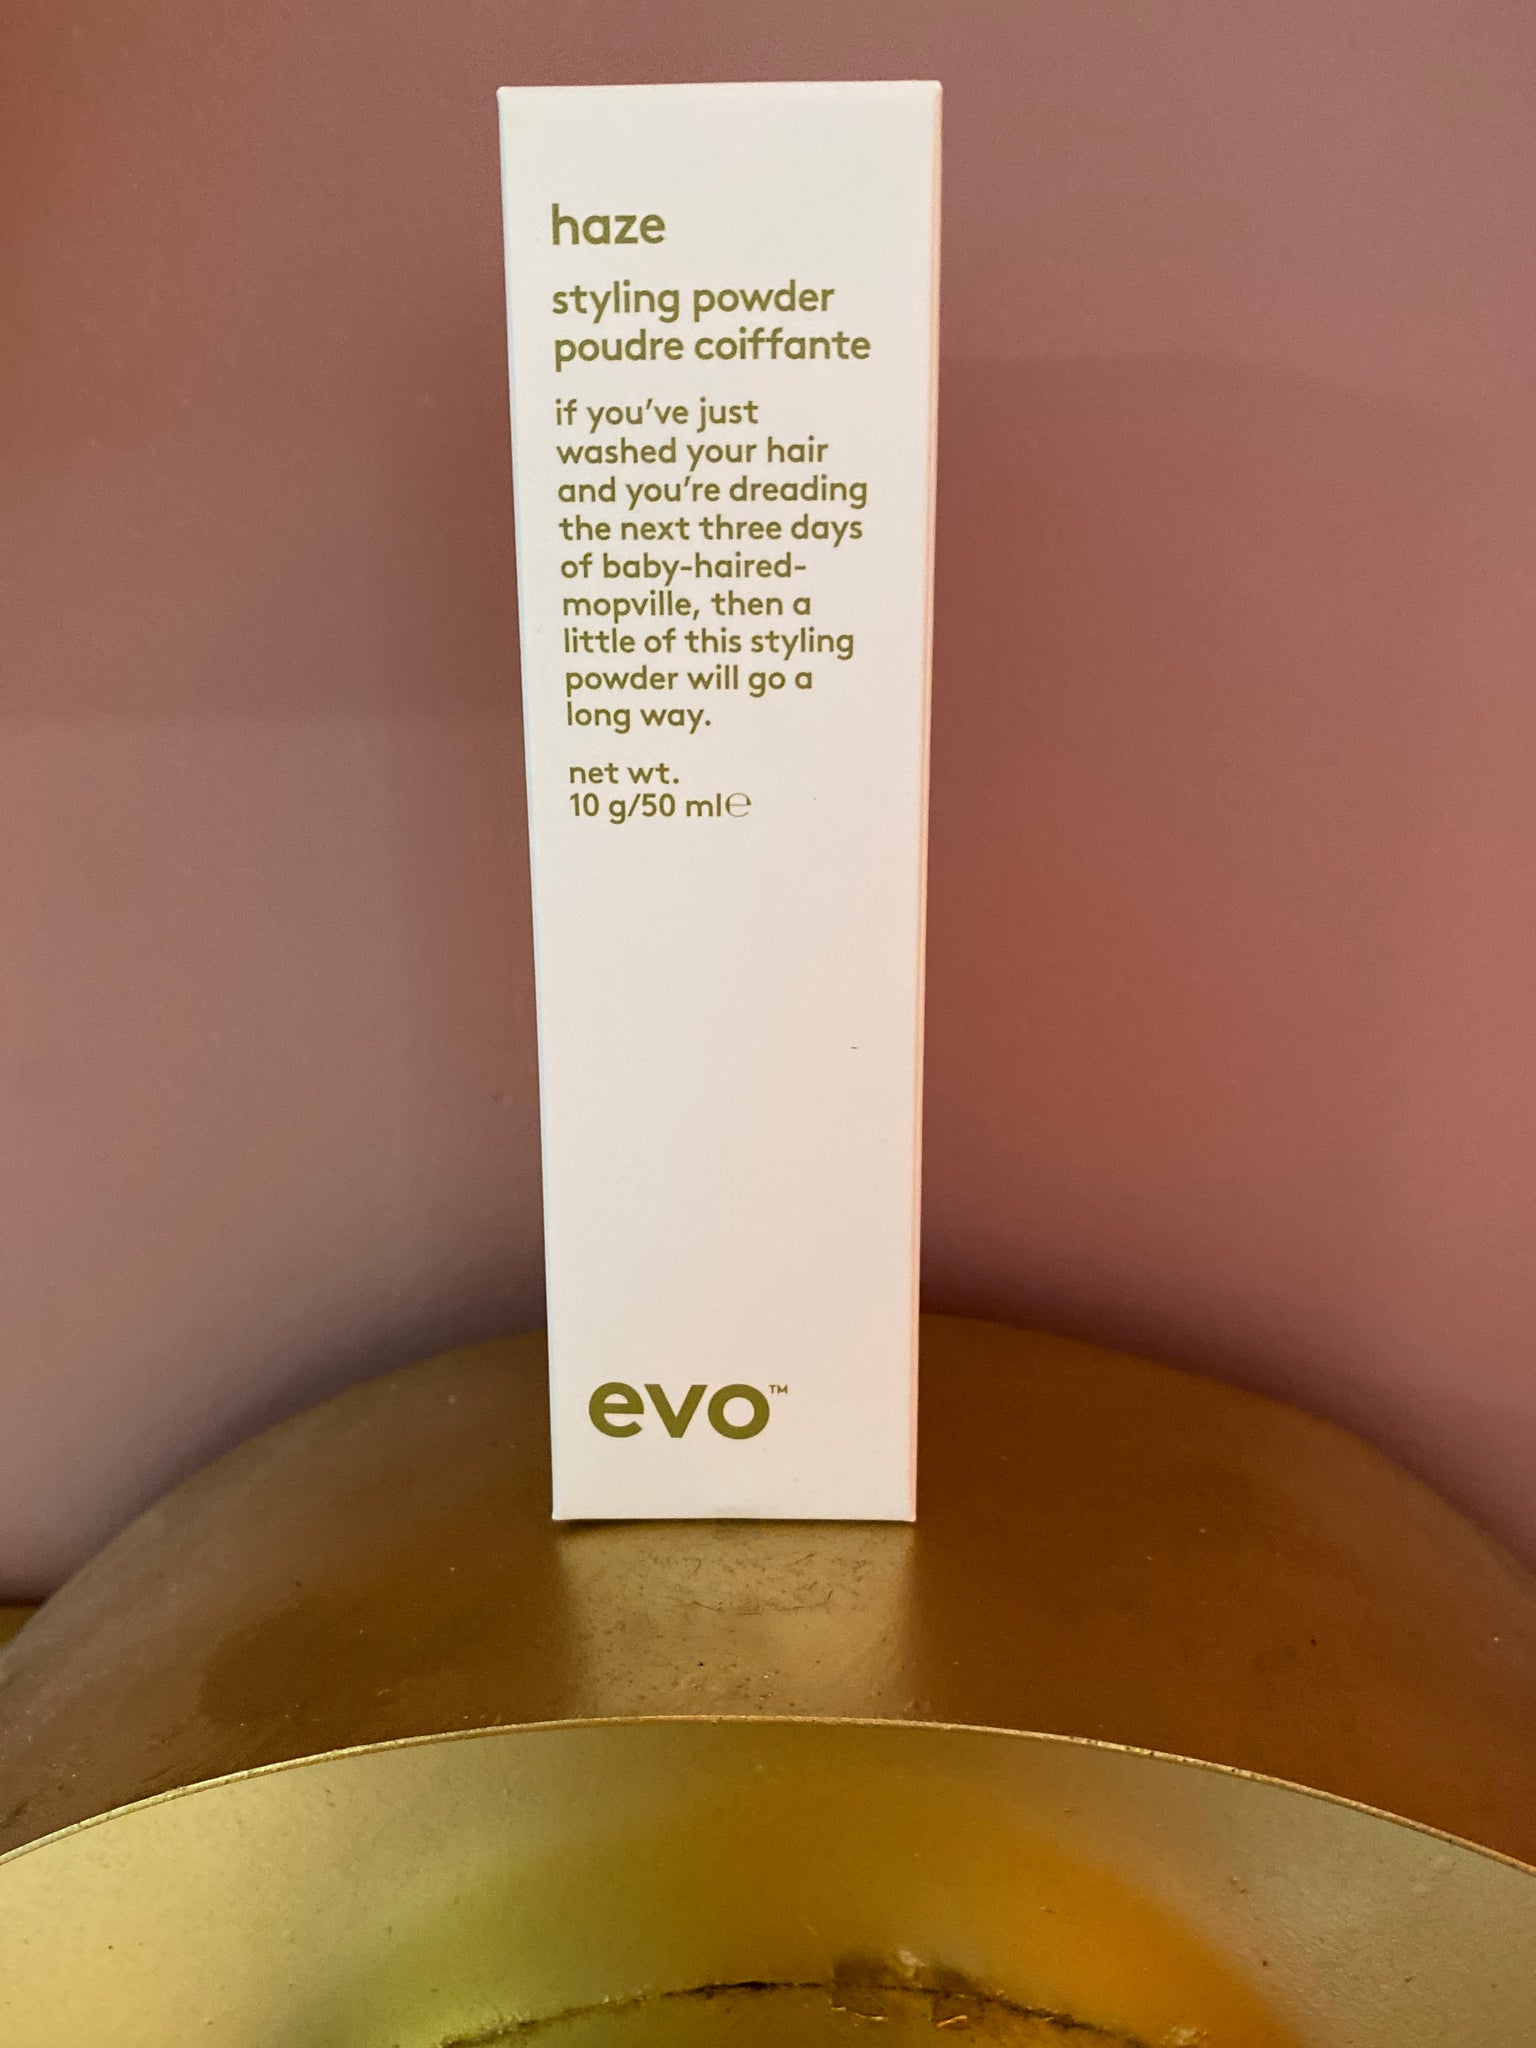 haze
styling powder
poudre coiffante
if you've just
washed your hair
and you're dreading
the next three days
of baby-haired-
mopville, then a
little of this styling
powder will go a
long way.
net wt.
10 g/50 ml℮
evo™